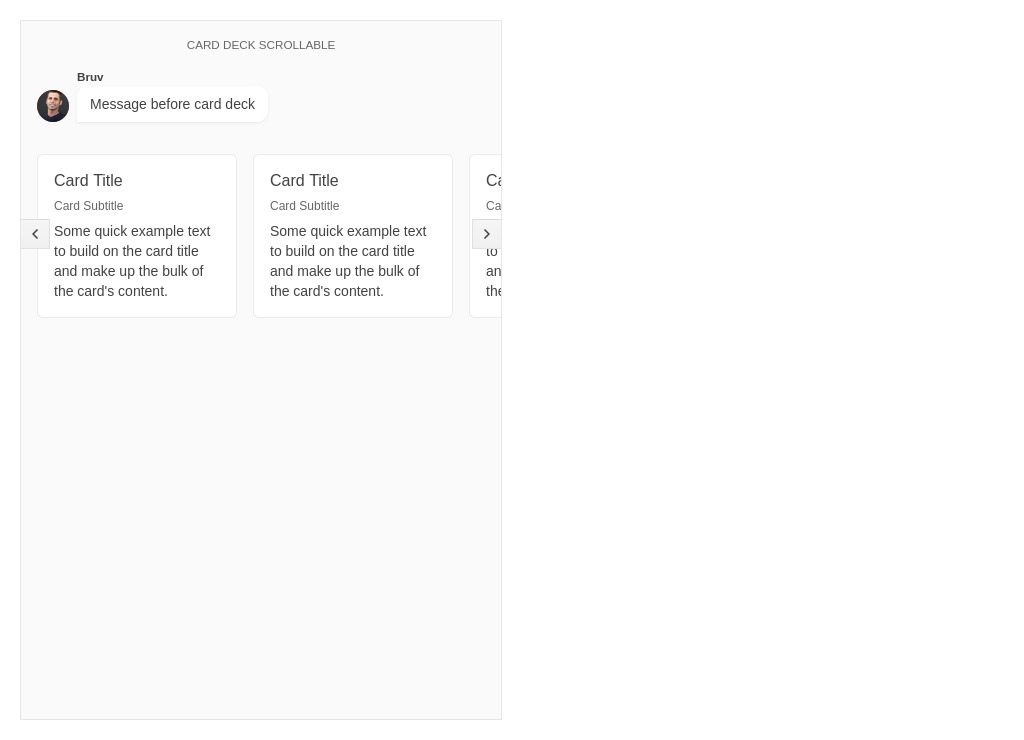 CARD DECK SCROLLABLE
Bruv
Message before card deck
Card Title
Card Subtitle
Some quick example text
to build on the card title
and make up the bulk of
the card's content.
Card Title
Card Subtitle
Some quick example text
to build on the card title
and make up the bulk of
the card's content.
Ca
Ca
to
an
the